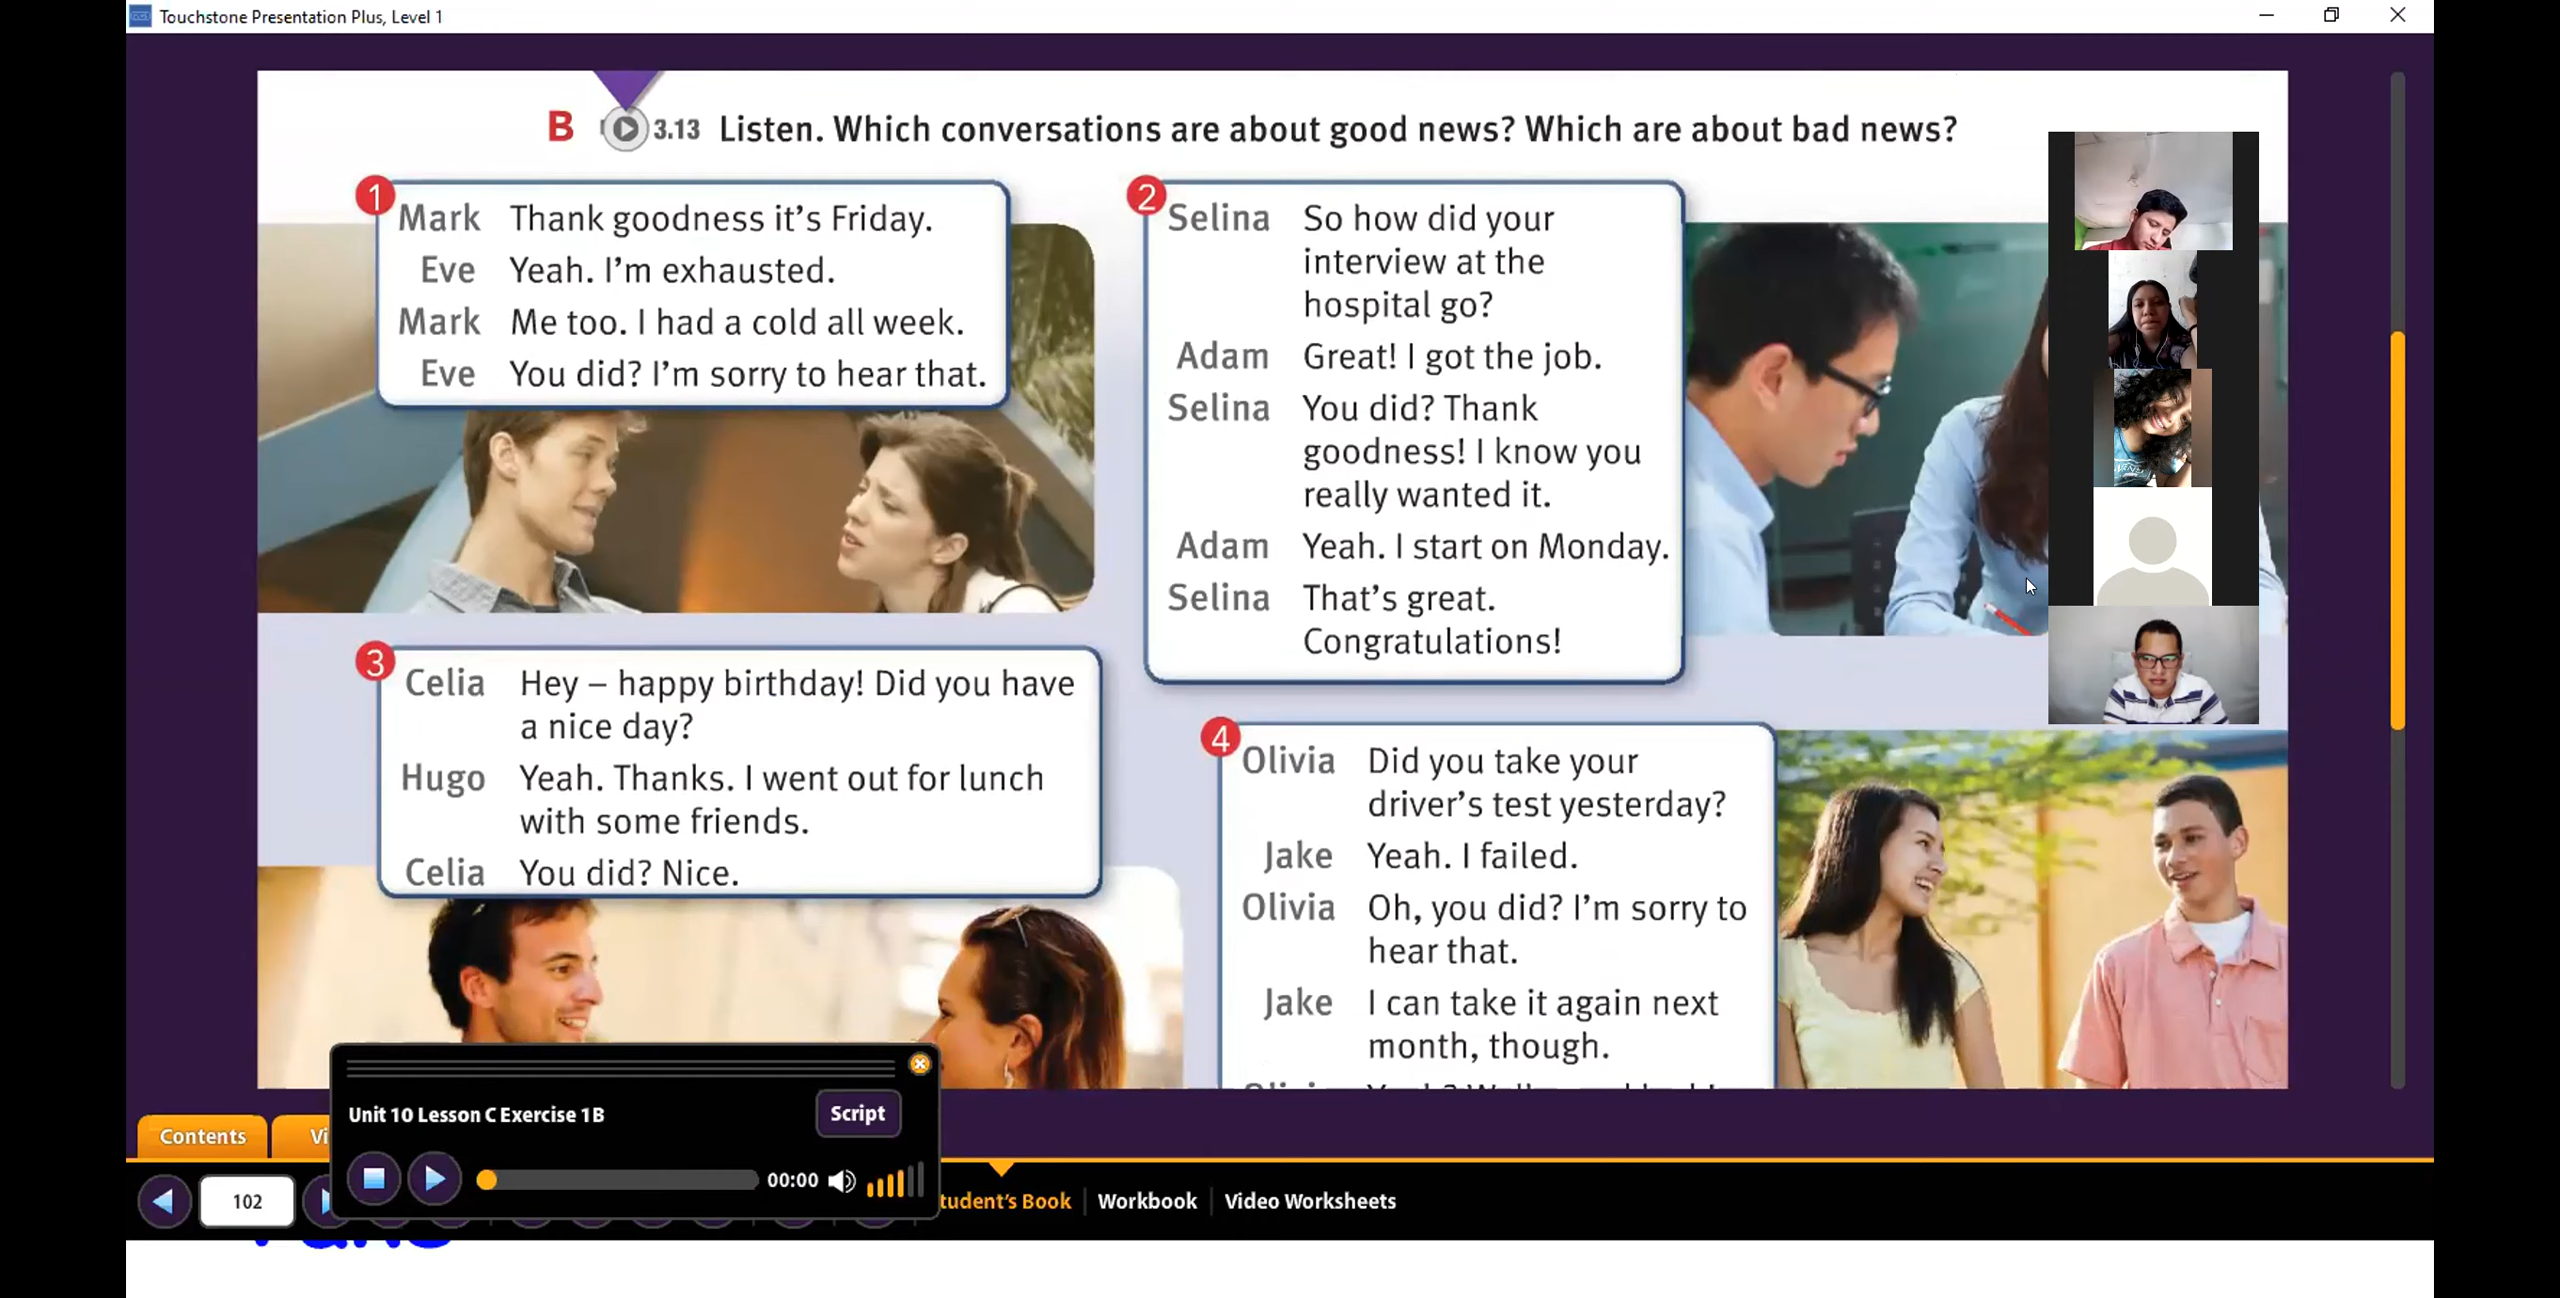 Touchstone Presentation Plus, Level 1
B 3.13 Listen. Which conversations are about good news? Which are about bad news?
1
Mark Thank goodness it's Friday.
Eve Yeah. I'm exhausted.
Mark Me too. I had a cold all week.
Eve You did? I'm sorry to hear that.
2
Selina So how did your
interview at the
hospital go?
Adam Great! I got the job.
Selina You did? Thank
goodness! I know you
really wanted it.
Adam Yeah. I start on Monday.
Selina That's great.
Congratulations!
3
Celia Hey – happy birthday! Did you have
a nice day?
Hugo Yeah. Thanks. I went out for lunch
with some friends.
Celia You did? Nice.
4
Olivia Did you take your
driver's test yesterday?
Jake Yeah. I failed.
Olivia Oh, you did? I'm sorry to
hear that.
Jake I can take it again next
month, though.
Unit 10 Lesson C Exercise 1B Script
Contents Vi
00:00
102 tudent's Book Workbook Video Worksheets